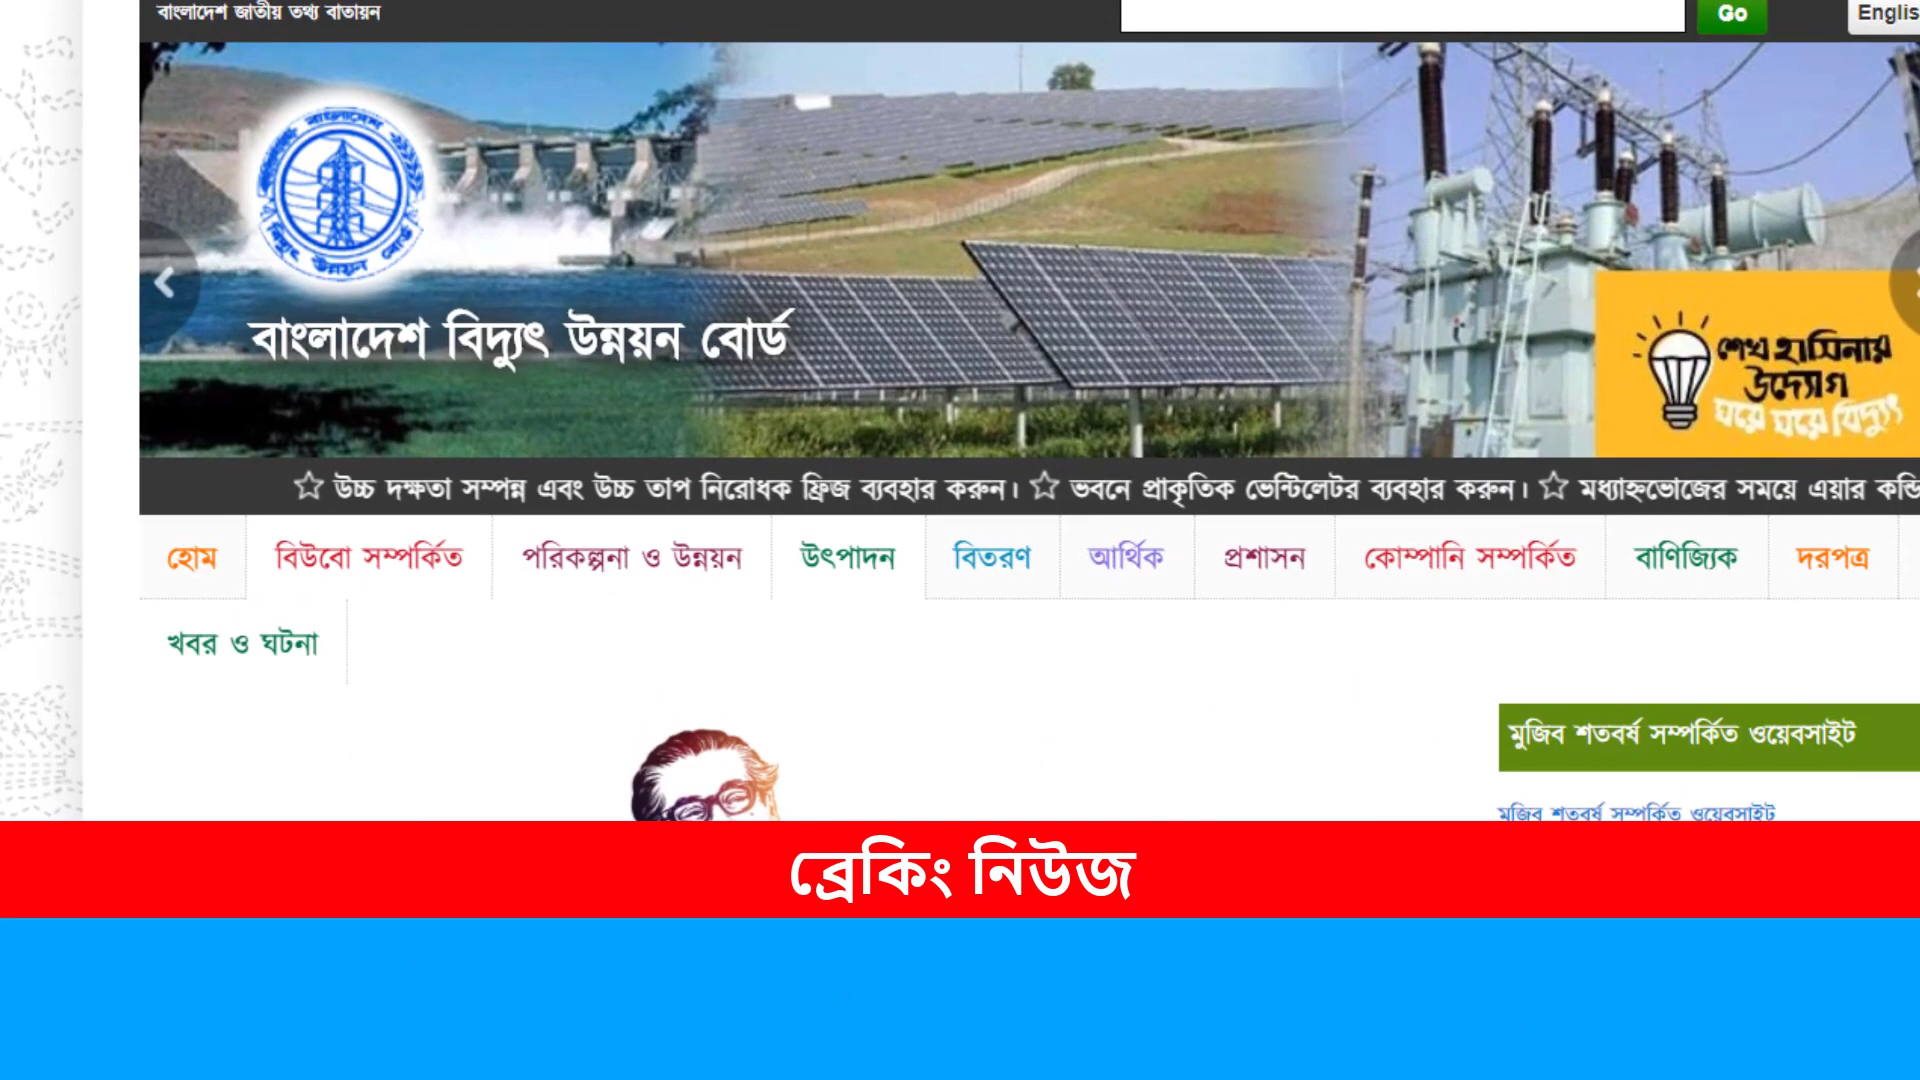 বাংলাদেশ জাতীয় তথ্য বাতায়ন
Go
বাংলাদেশ বিদ্যুৎ উন্নয়ন বোর্ড
বাংলাদেশ বিদ্যুৎ উন্নয়ন বোর্ড
শেখ হাসিনার
উদ্যোগ
ঘরে ঘরে বিদ্যুৎ
☆ উচ্চ দক্ষতা সম্পন্ন এবং উচ্চ তাপ নিরোধক ফ্রিজ ব্যবহার করুন। ☆ ভবনে প্রাকৃতিক ভেন্টিলেটর ব্যবহার করুন। ☆ মধ্যাহ্নভোজের সময়ে এয়ার
হোম বিউবো সম্পর্কিত পরিকল্পনা ও উন্নয়ন উৎপাদন বিতরণ আর্থিক প্রশাসন কোম্পানি সম্পর্কিত বাণিজ্যিক দরপত্র
খবর ও ঘটনা
মুজিব শতবর্ষ সম্পর্কিত ওয়েবসাইট
মুজিব শতবর্ষ সম্পর্কিত ওয়েবসাইট
ব্রেকিং নিউজ